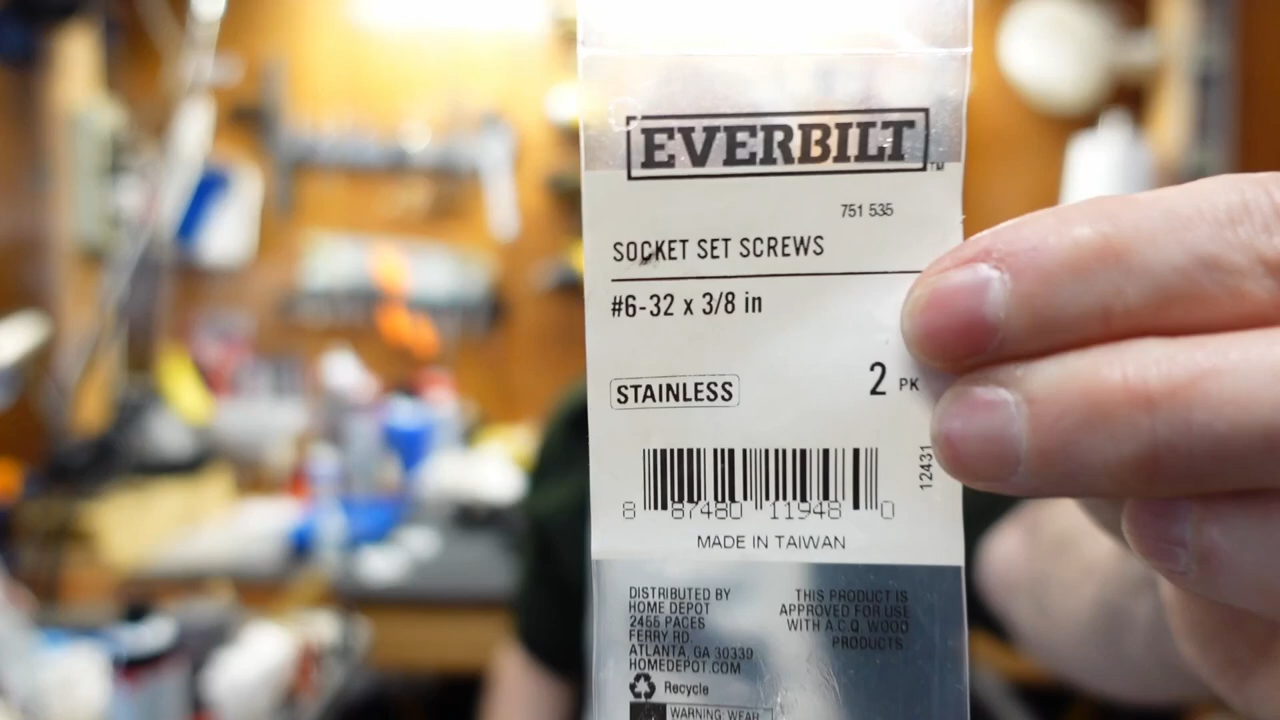 EVERBILT
TM
751 535
SOCKET SET SCREWS
#6-32 x 3/8 in
STAINLESS
2 PK
12431
8 87480 11948 0
MADE IN TAIWAN
DISTRIBUTED BY
HOME DEPOT
2455 PACES
FERRY RD.
ATLANTA, GA 30339
HOMEDEPOT.COM
THIS PRODUCT IS
APPROVED FOR USE
WITH A.C.Q. WOOD
PRODUCTS.
Recycle
WARNING: WEAR